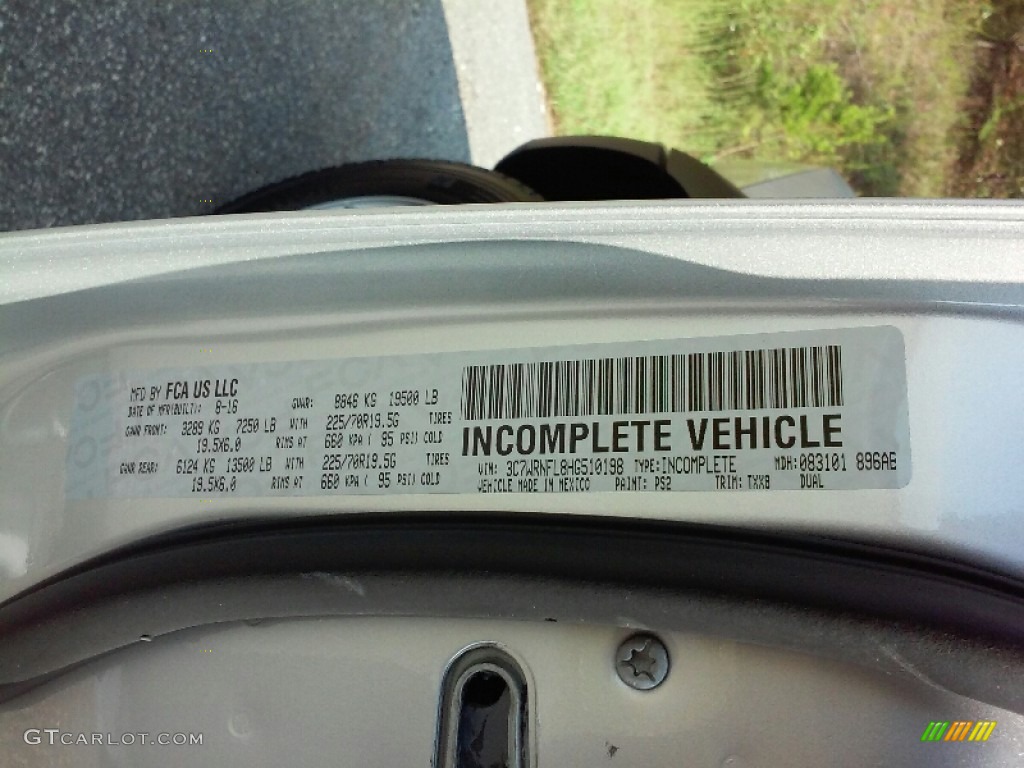 MFD BY FCA US LLC
DATE OF MFR(BUILT): 8-16 GVWR: 8846 KG 19500 LB
GAWR FRONT: 3289 KG 7250 LB WITH 225/70R19.5G TIRES
19.5X6.0 RIMS AT 660 KPA ( 95 PSI) COLD
GAWR REAR: 6124 KG 13500 LB WITH 225/70R19.5G TIRES
19.5X6.0 RIMS AT 660 KPA ( 95 PSI) COLD
INCOMPLETE VEHICLE
VIN: 3C7WRNFL8HG510198 TYPE:INCOMPLETE MDH:083101 896AE
VEHICLE MADE IN MEXICO PAINT: PS2 TRIM: TXX8 DUAL
GTCARLOT.COM